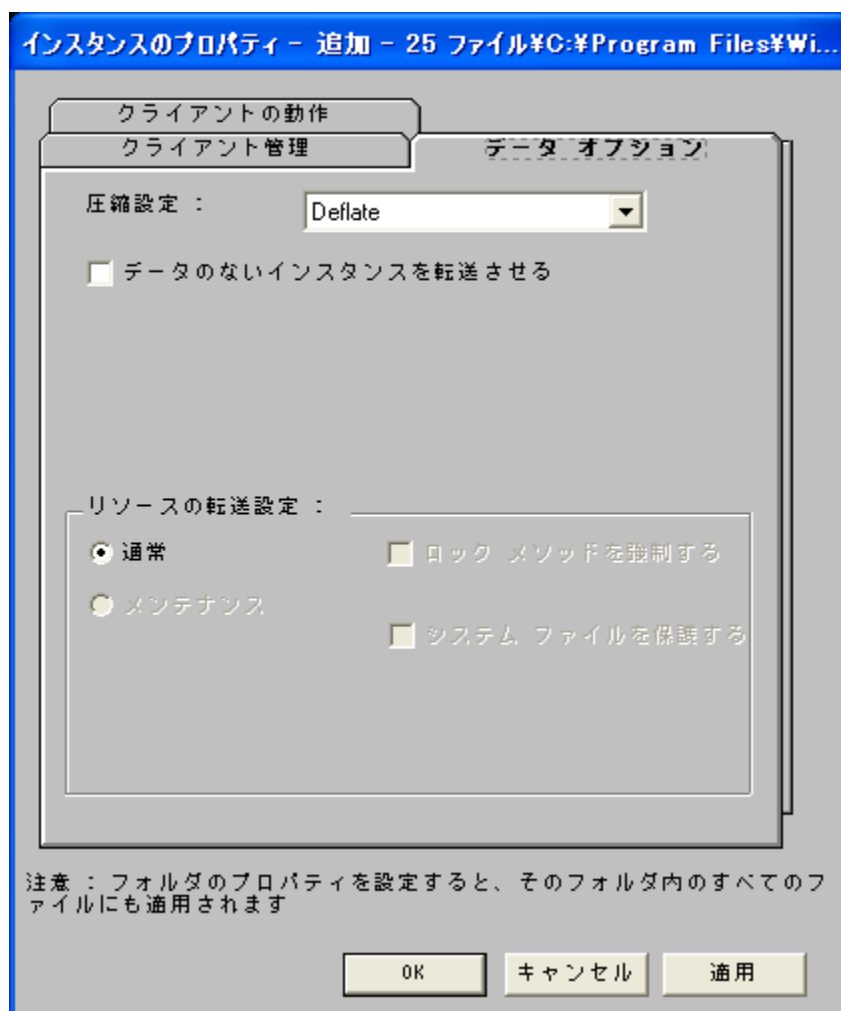 インスタンスのプロパティ - 追加 - 25 ファイル¥C:¥Program Files¥Wi...
クライアントの動作
クライアント管理
データ オプション
圧縮設定 :
Deflate
データのないインスタンスを転送させる
リソースの転送設定 :
通常
ロック メソッドを強制する
メンテナンス
システム ファイルを保護する
注意 : フォルダのプロパティを設定すると、そのフォルダ内のすべてのフ
ァイルにも適用されます
OK
キャンセル
適用